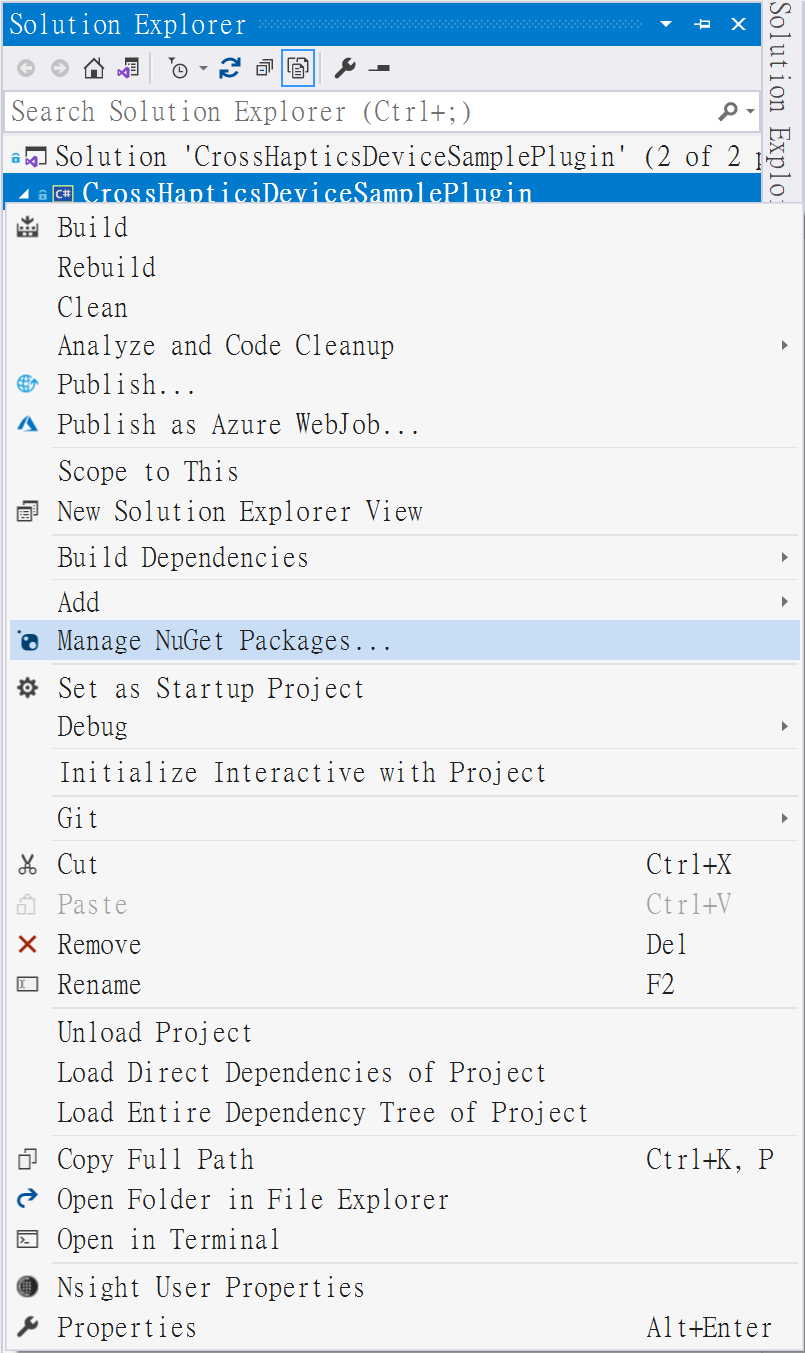 Solution Explorer
Search Solution Explorer (Ctrl+;)
Solution 'CrossHapticsDeviceSamplePlugin' (2 of 2 p
C# CrossHapticsDeviceSamplePlugin
Build
Rebuild
Clean
Analyze and Code Cleanup
Publish...
Publish as Azure WebJob...
Scope to This
New Solution Explorer View
Build Dependencies
Add
Manage NuGet Packages...
Set as Startup Project
Debug
Initialize Interactive with Project
Git
Cut Ctrl+X
Paste Ctrl+V
Remove Del
Rename F2
Unload Project
Load Direct Dependencies of Project
Load Entire Dependency Tree of Project
Copy Full Path Ctrl+K, P
Open Folder in File Explorer
Open in Terminal
Nsight User Properties
Properties Alt+Enter
Solution Explo